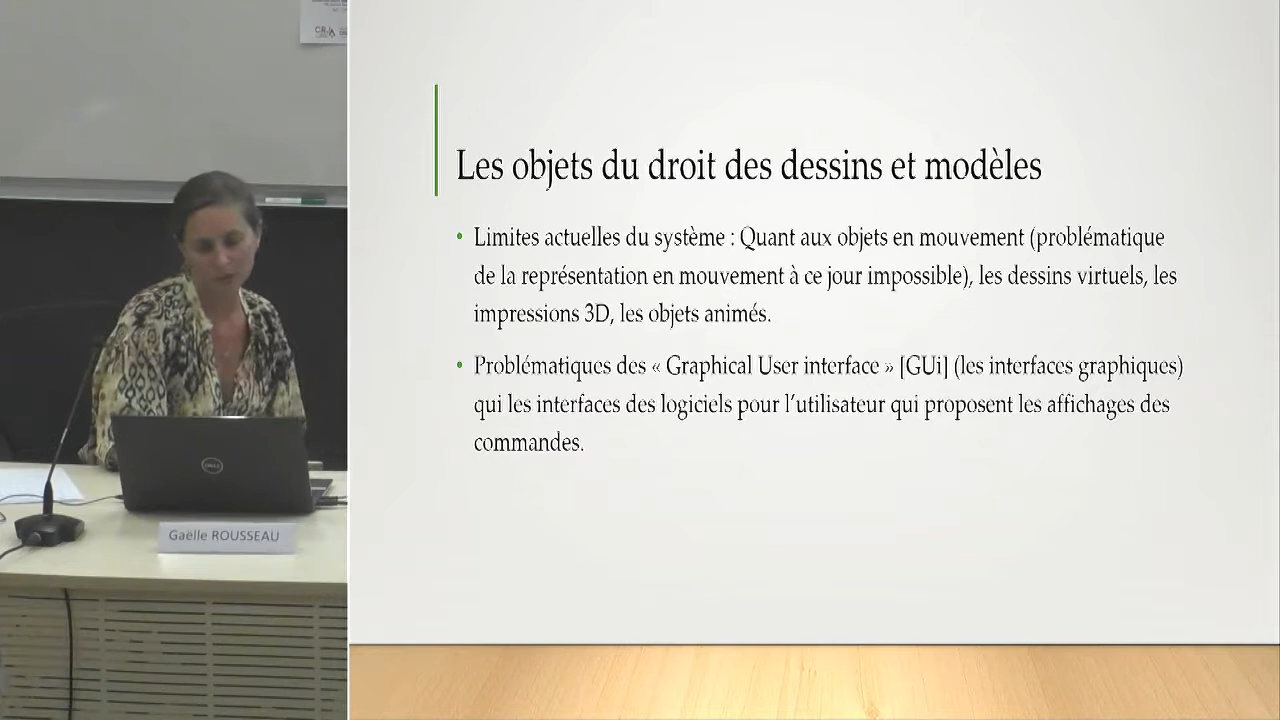 Les objets du droit des dessins et modèles
• Limites actuelles du système : Quant aux objets en mouvement (problématique
de la représentation en mouvement à ce jour impossible), les dessins virtuels, les
impressions 3D, les objets animés.
• Problématiques des « Graphical User interface » [GUi] (les interfaces graphiques)
qui les interfaces des logiciels pour l’utilisateur qui proposent les affichages des
commandes.
DELL
Gaëlle ROUSSEAU